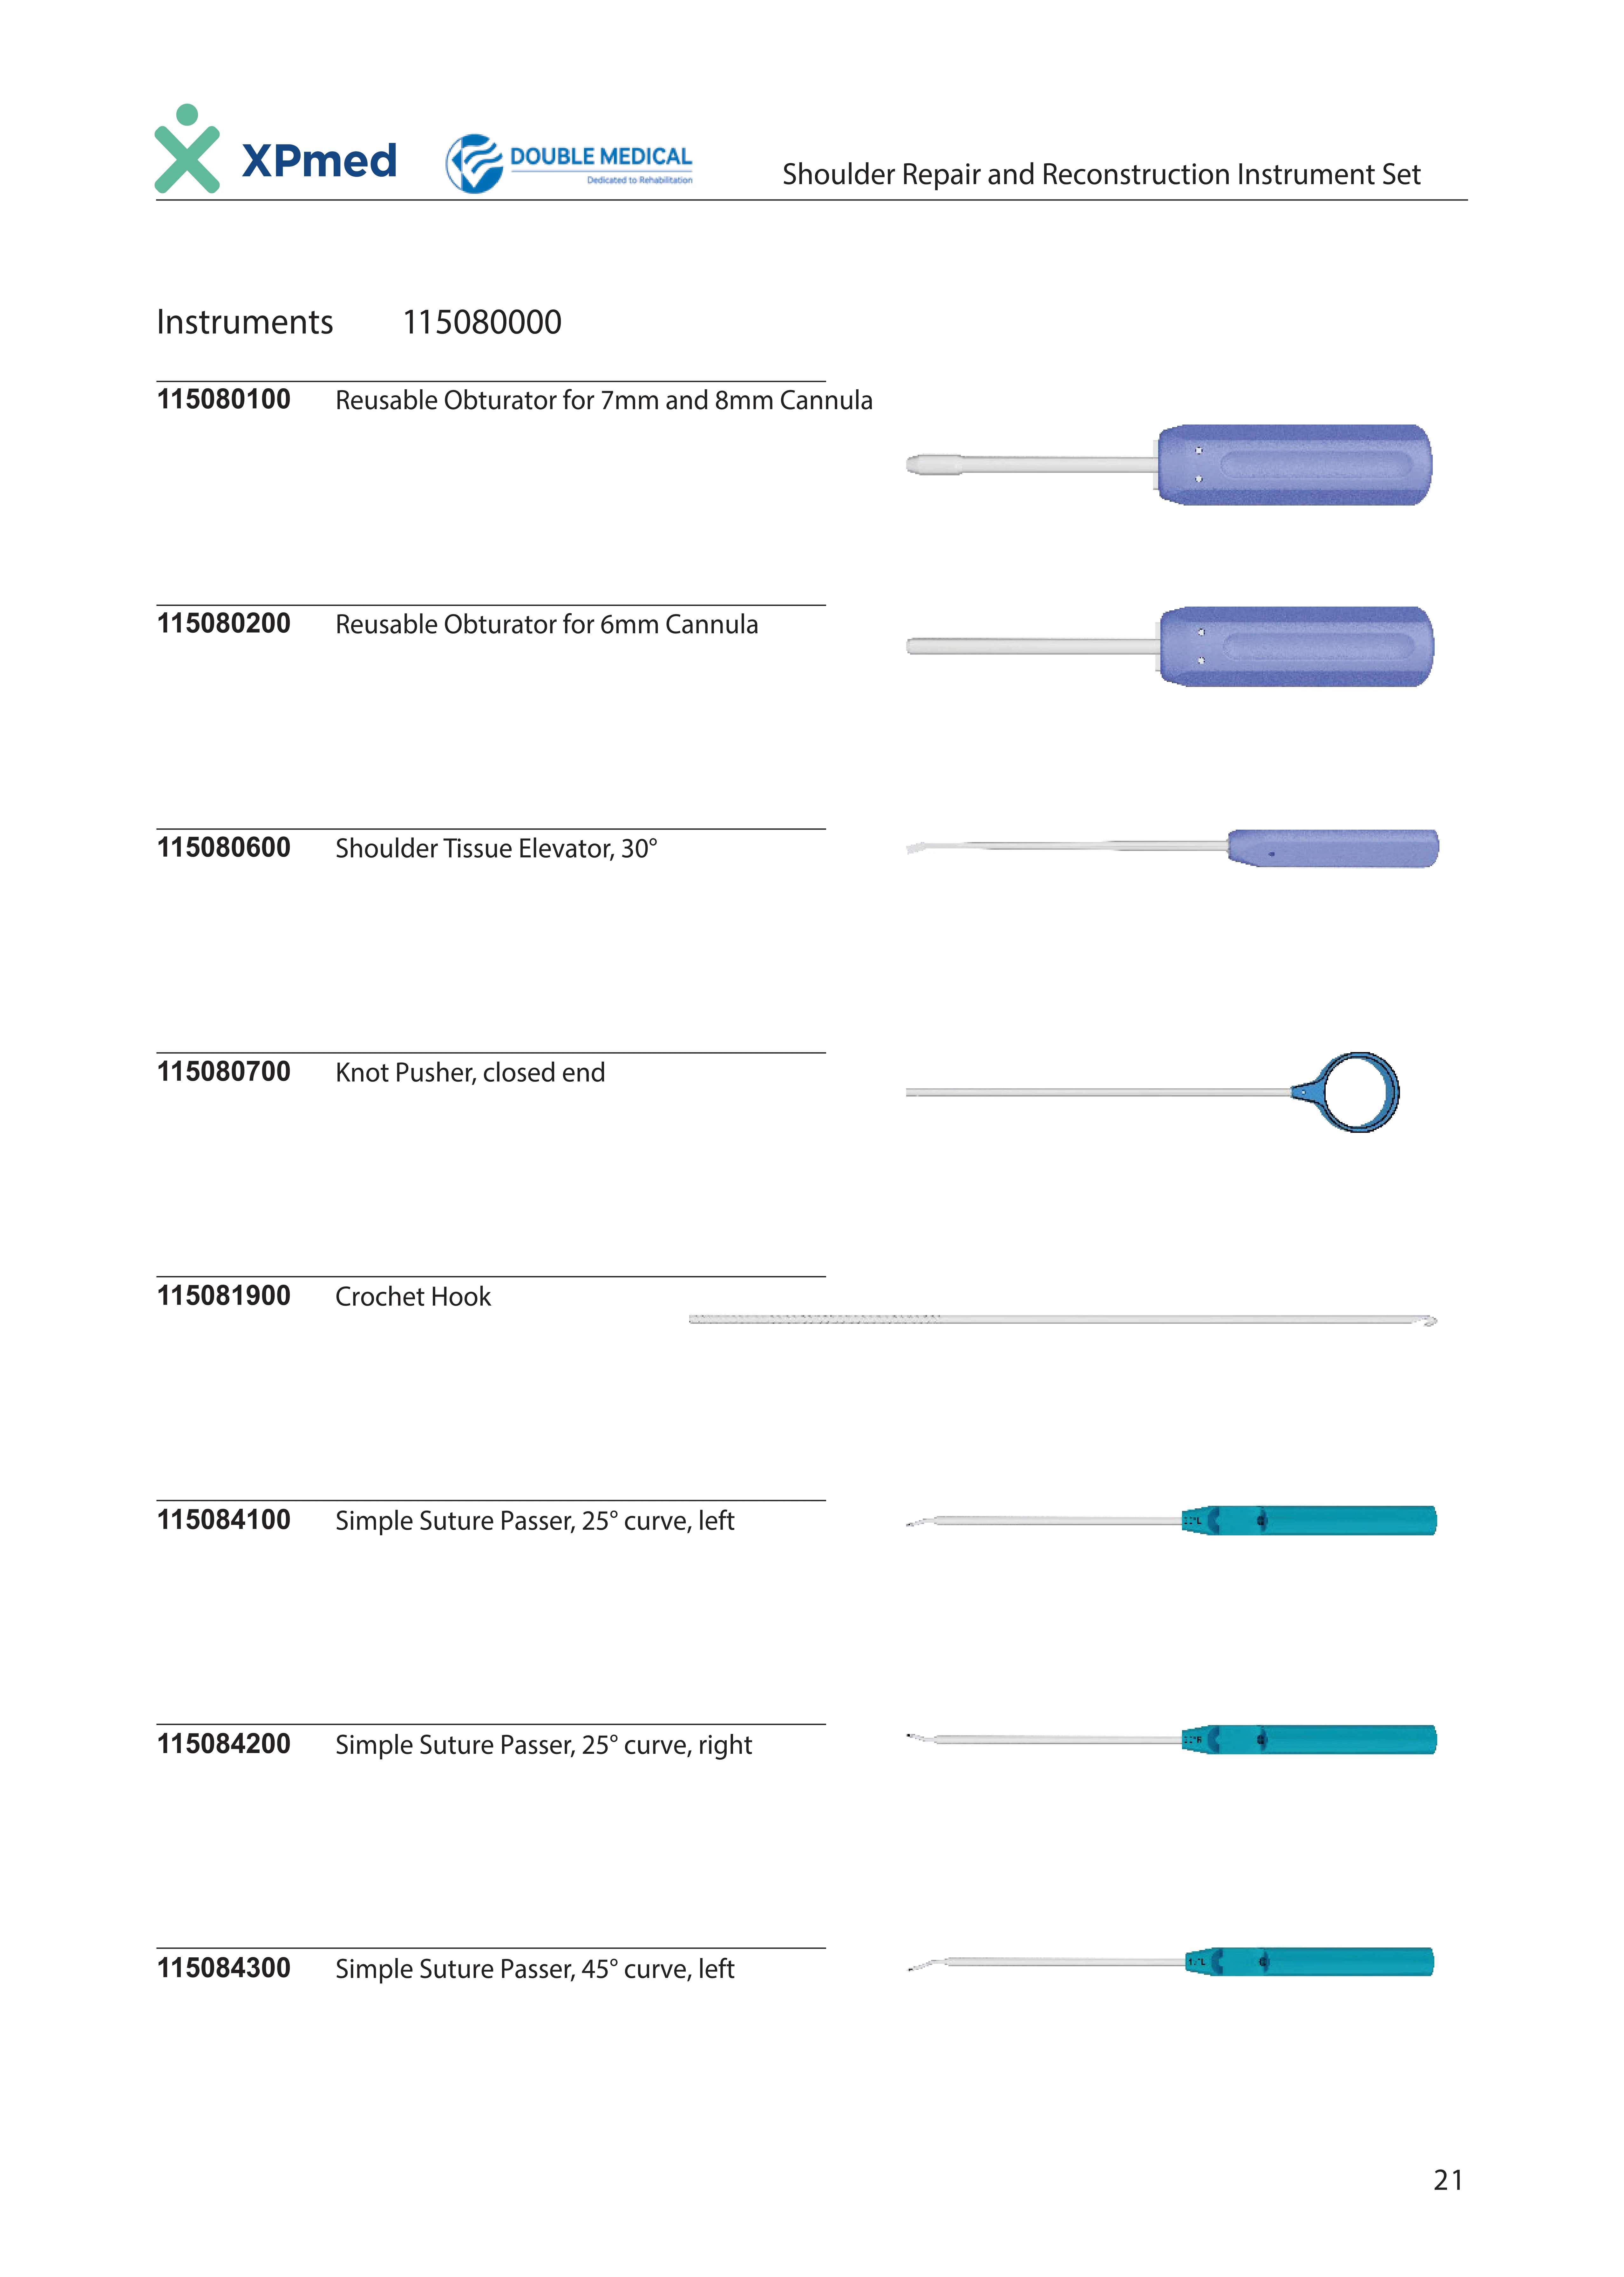 XPmed
DOUBLE MEDICAL
Dedicated to Rehabilitation
Shoulder Repair and Reconstruction Instrument Set
Instruments 115080000
115080100 Reusable Obturator for 7mm and 8mm Cannula
115080200 Reusable Obturator for 6mm Cannula
115080600 Shoulder Tissue Elevator, 30°
115080700 Knot Pusher, closed end
115081900 Crochet Hook
115084100 Simple Suture Passer, 25° curve, left
115084200 Simple Suture Passer, 25° curve, right
115084300 Simple Suture Passer, 45° curve, left
21